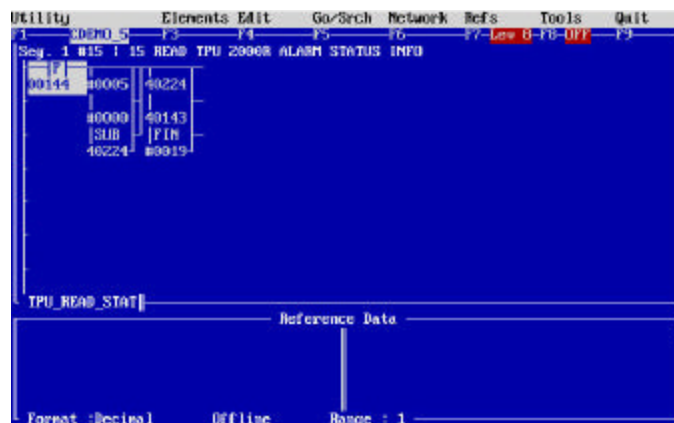 Utility Elements Edit Go/Srch Network Refs Tools Quit
F1 KDEMO_5 F3 F4 F5 F6 F7-Lev 8-F8-OFF F9
Seg. 1 #15 : 15 READ TPU 2000R ALARM STATUS INFO
P
00144 #0005 40224
#0000 40143
SUB FIN
40224 #0019
TPU_READ_STAT
Reference Data
Format :Decimal Offline Range : 1